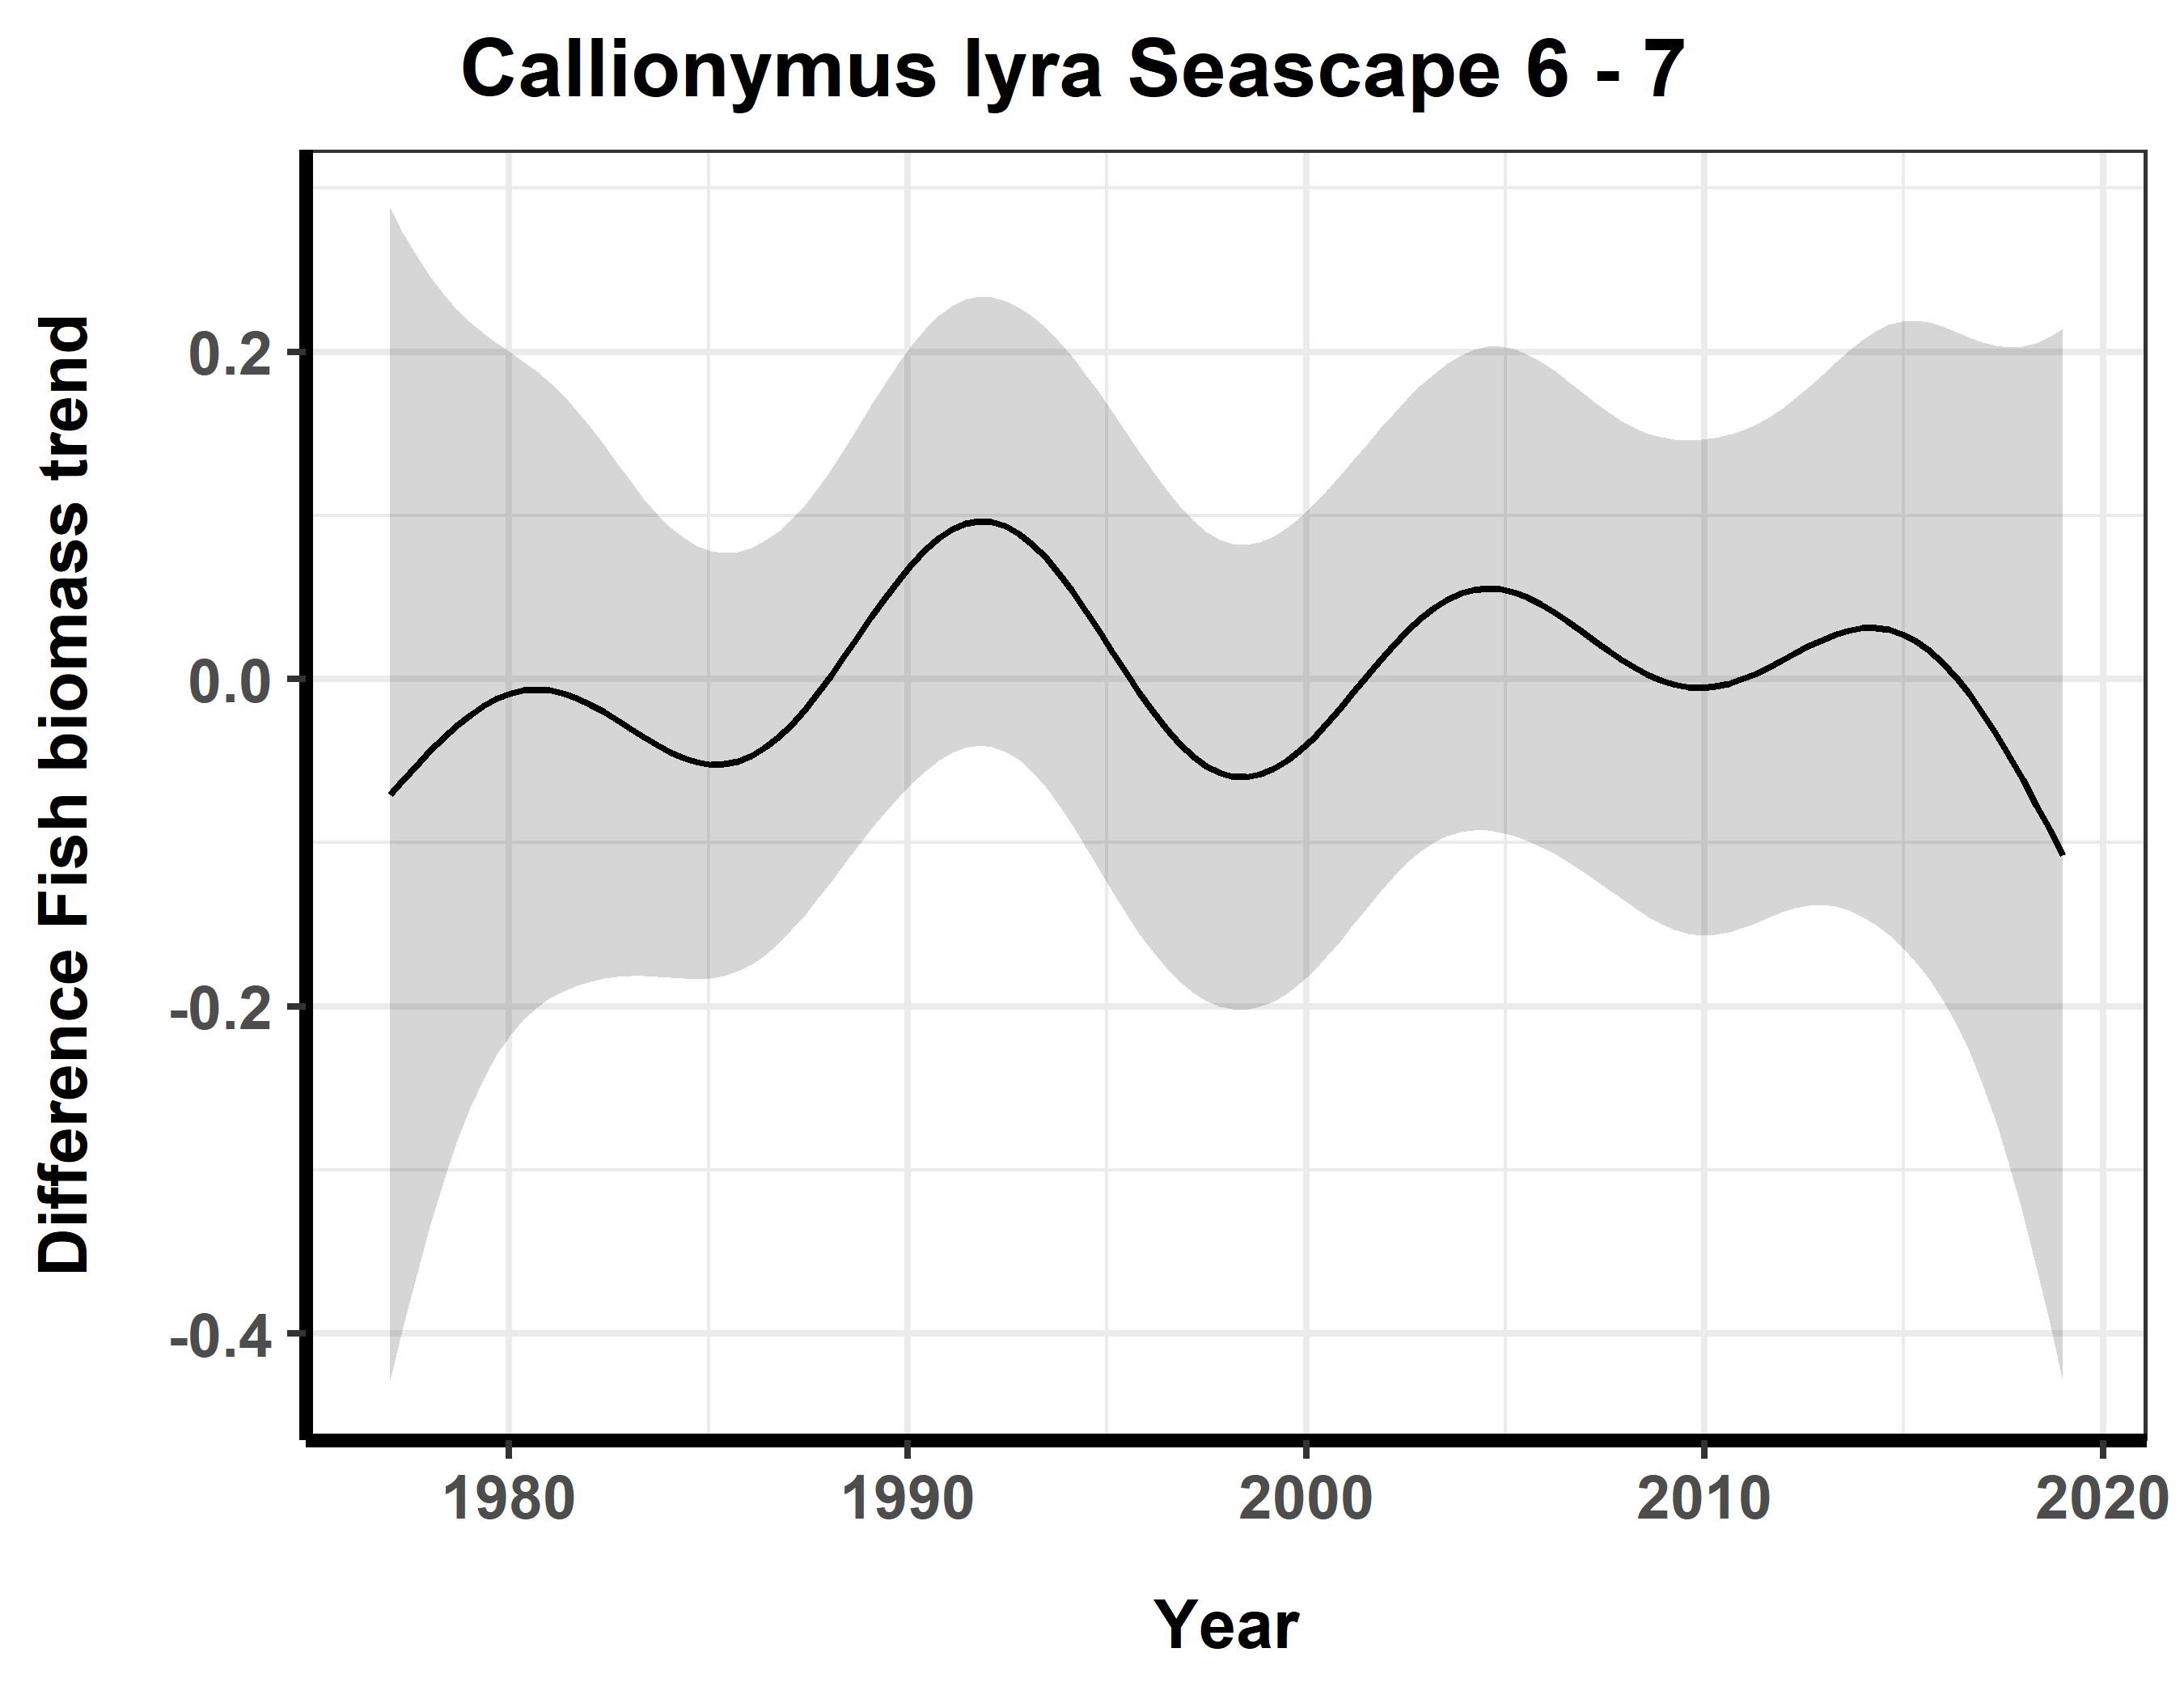 Callionymus lyra Seascape 6 - 7
Difference Fish biomass trend
0.2
0.0
-0.2
-0.4
1980 1990 2000 2010 2020
Year